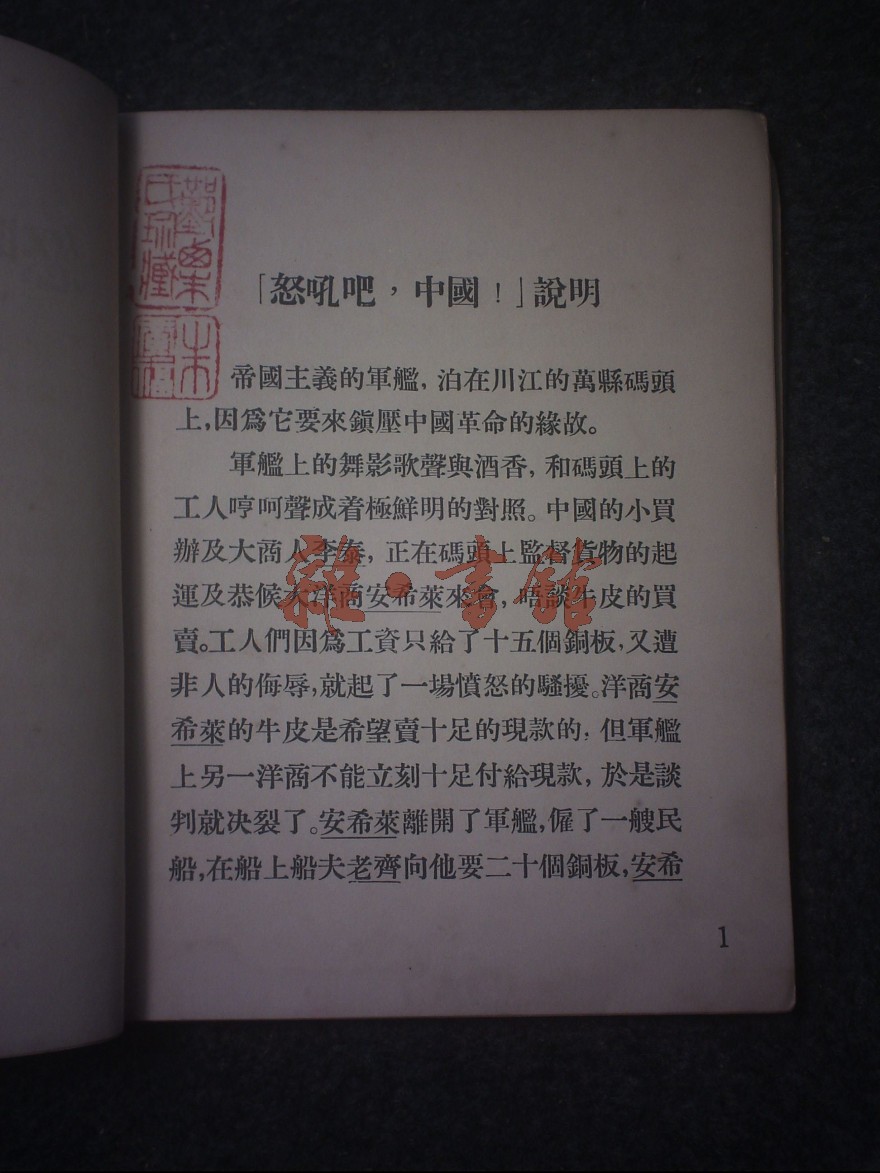 「怒吼吧，中國！」說明
帝國主義的軍艦，泊在川江的萬縣碼頭
上，因爲它要來鎭壓中國革命的緣故。
軍艦上的舞影歌聲與酒香，和碼頭上的
工人哼呵聲成着極鮮明的對照。中國的小買
辦及大商人李泰，正在碼頭上監督貨物的起
運及恭候大洋商安希萊來會，晤談牛皮的買
賣。工人們因爲工資只給了十五個銅板，又遭
非人的侮辱，就起了一場憤怒的騷擾。洋商安
希萊的牛皮是希望賣十足的現款的，但軍艦
上另一洋商不能立刻十足付給現款，於是談
判就决裂了。安希萊離開了軍艦，僱了一艘民
船，在船上船夫老齊向他要二十個銅板，安希
1
雜·書館